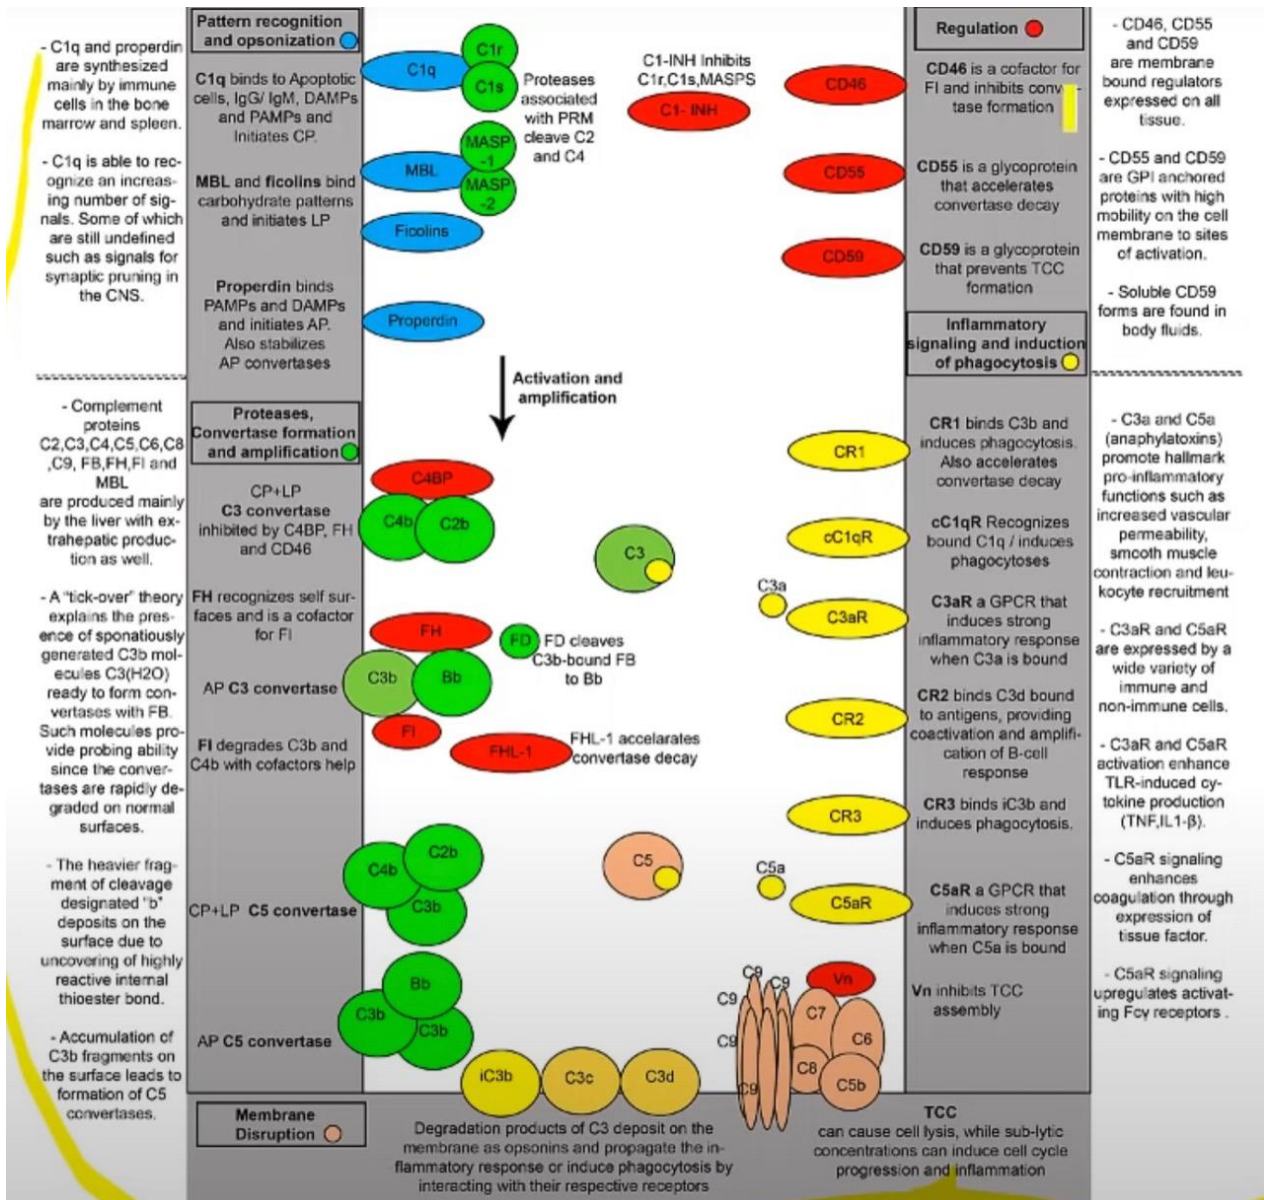 - C1q and properdin
are synthesized
mainly by immune
cells in the bone
marrow and spleen.
- C1q is able to rec-
ognize an increas-
ing number of sig-
nals. Some of which
are still undefined
such as signals for
synaptic pruning in
the CNS.
- Complement
proteins
C2,C3,C4,C5,C6,C8
,C9, FB,FH,FI and
MBL
are produced mainly
by the liver with ex-
trahepatic produc-
tion as well.
- A "tick-over" theory
explains the pres-
ence of sponatiously
generated C3b mol-
ecules C3(H2O)
ready to form con-
vertases with FB.
Such molecules pro-
vide probing ability
since the conver-
tases are rapidly de-
graded on normal
surfaces.
- The heavier frag-
ment of cleavage
designated "b"
deposits on the
surface due to
uncovering of highly
reactive internal
thioester bond.
- Accumulation of
C3b fragments on
the surface leads to
formation of C5
convertases.
Pattern recognition
and opsonization
C1q binds to Apoptotic
cells, IgG/ IgM, DAMPs
and PAMPs and
Initiates CP.
MBL and ficolins bind
carbohydrate patterns
and initiates LP
Properdin binds
PAMPs and DAMPs
and initiates AP.
Also stabilizes
AP convertases
Proteases,
Convertase formation
and amplification
CP+LP
C3 convertase
inhibited by C4BP, FH
and CD46
FH recognizes self sur-
faces and is a cofactor
for FI
AP C3 convertase
FI degrades C3b and
C4b with cofactors help
CP+LP C5 convertase
AP C5 convertase
Membrane
Disruption
C1q
C1r
C1s
Proteases
associated
with PRM
cleave C2
and C4
MBL
MASP
-1
MASP
-2
Ficolins
Properdin
Activation and
amplification
C1-INH Inhibits
C1r,C1s,MASPS
C1- INH
C4BP
C4b
C2b
C3
FH
FD
FD cleaves
C3b-bound FB
to Bb
C3b
Bb
FI
FHL-1
FHL-1 accelarates
convertase decay
C2b
C4b
C3b
C5
Bb
C3b
C3b
iC3b
C3c
C3d
Degradation products of C3 deposit on the
membrane as opsonins and propagate the in-
flammatory response or induce phagocytosis by
interacting with their respective receptors
CD46
CD55
CD59
CR1
cC1qR
C3a
C3aR
CR2
CR3
C5a
C5aR
C9
C9
C9
C9
C9
Vn
C7
C6
C8
C5b
Regulation
CD46 is a cofactor for
FI and inhibits conv
tase formation
CD55 is a glycoprotein
that accelerates
convertase decay
CD59 is a glycoprotein
that prevents TCC
formation
Inflammatory
signaling and induction
of phagocytosis
CR1 binds C3b and
induces phagocytosis.
Also accelerates
convertase decay
cC1qR Recognizes
bound C1q / induces
phagocytoses
C3aR a GPCR that
induces strong
inflammatory response
when C3a is bound
CR2 binds C3d bound
to antigens, providing
coactivation and amplifi-
cation of B-cell
response
CR3 binds iC3b and
induces phagocytosis.
C5aR a GPCR that
induces strong
inflammatory response
when C5a is bound
Vn inhibits TCC
assembly
TCC
can cause cell lysis, while sub-lytic
concentrations can induce cell cycle
progression and inflammation
- CD46, CD55
and CD59
are membrane
bound regulators
expressed on all
tissue.
- CD55 and CD59
are GPI anchored
proteins with high
mobility on the cell
membrane to sites
of activation.
- Soluble CD59
forms are found in
body fluids.
- C3a and C5a
(anaphylatoxins)
promote hallmark
pro-inflammatory
functions such as
increased vascular
permeability,
smooth muscle
contraction and leu-
kocyte recruitment
- C3aR and C5aR
are expressed by a
wide variety of
immune and
non-immune cells.
- C3aR and C5aR
activation enhance
TLR-induced cy-
tokine production
(TNF,IL1-β).
- C5aR signaling
enhances
coagulation through
expression of
tissue factor.
- C5aR signaling
upregulates activat-
ing Fcγ receptors .